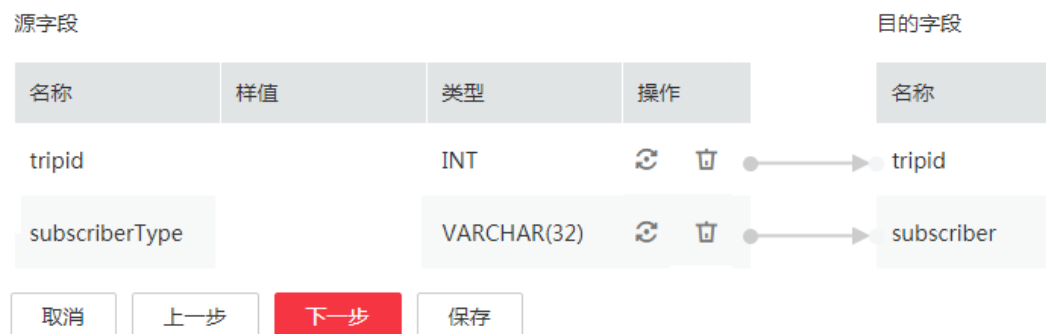 源字段 目的字段
名称 样值 类型 操作 名称
tripid INT tripid
subscriberType VARCHAR(32) subscriber
取消 上一步 下一步 保存